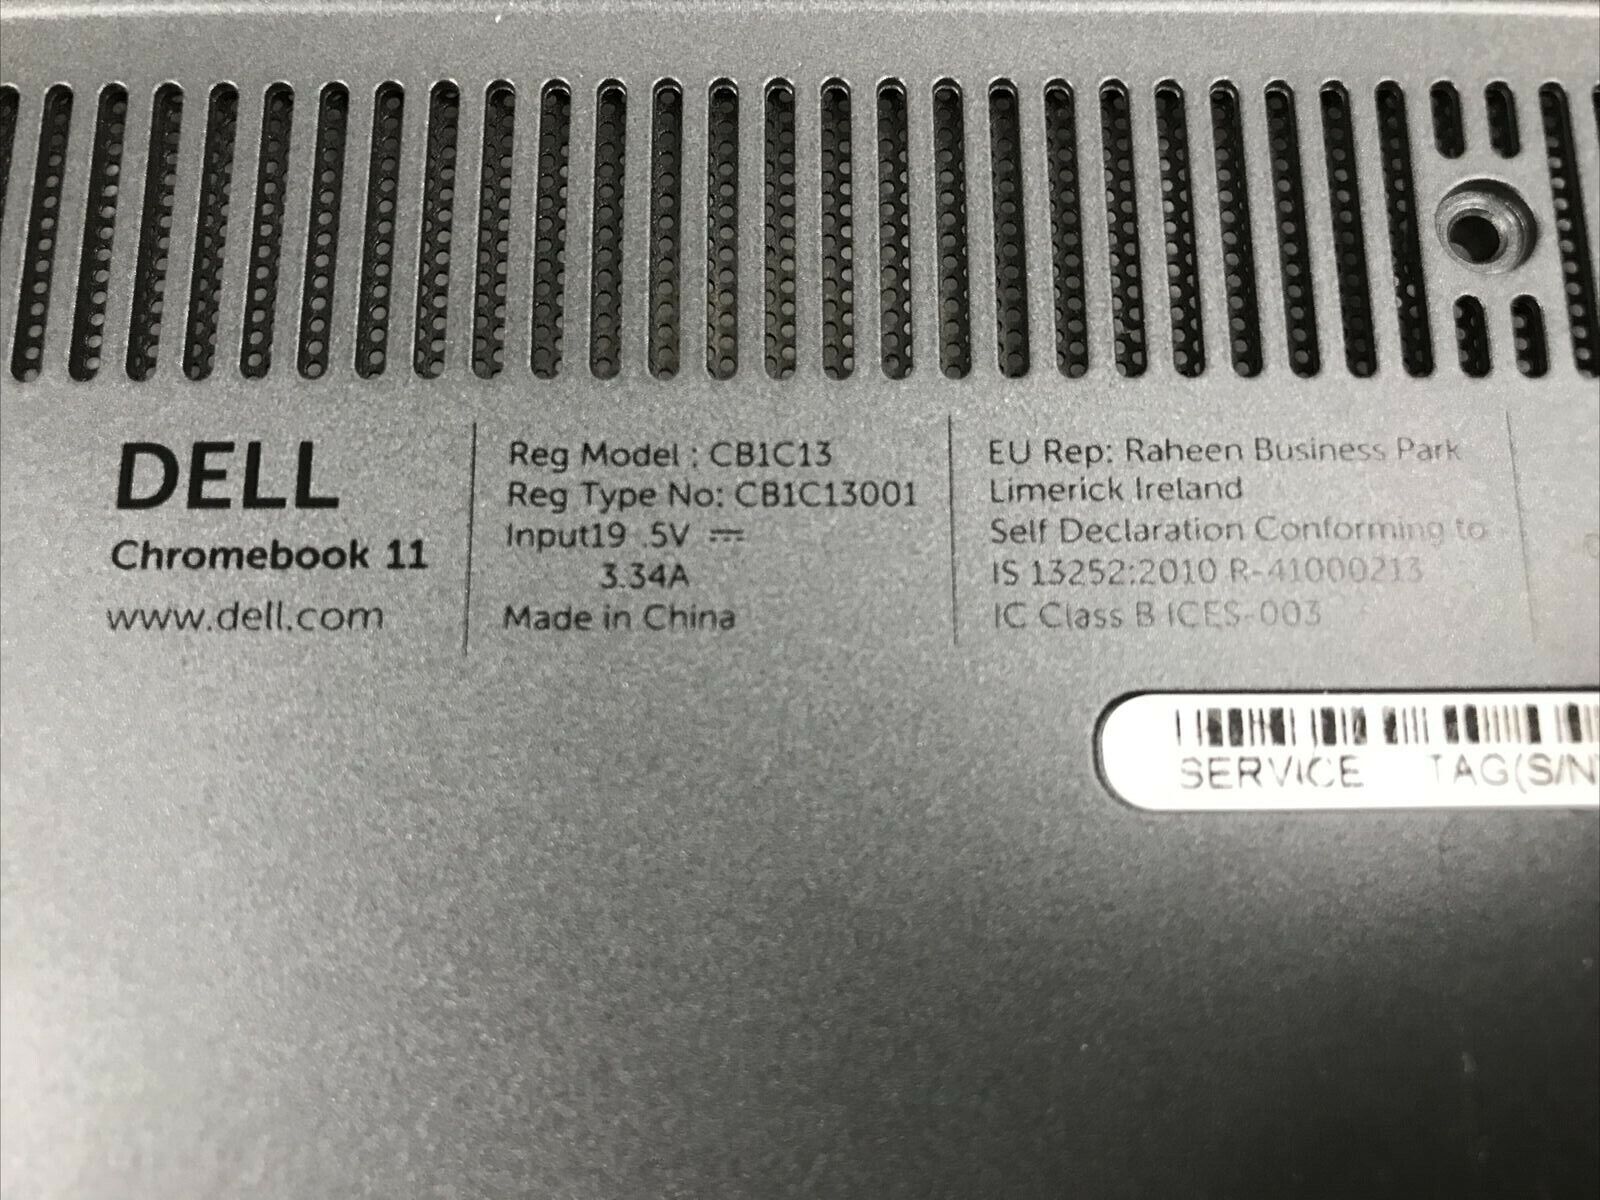 DELL
Chromebook 11
www.dell.com
Reg Model : CB1C13
Reg Type No: CB1C13001
Input19 .5V ⎓
3.34A
Made in China
EU Rep: Raheen Business Park
Limerick Ireland
Self Declaration Conforming to
IS 13252:2010 R-41000213
IC Class B ICES-003
SERVICE TAG(S/N